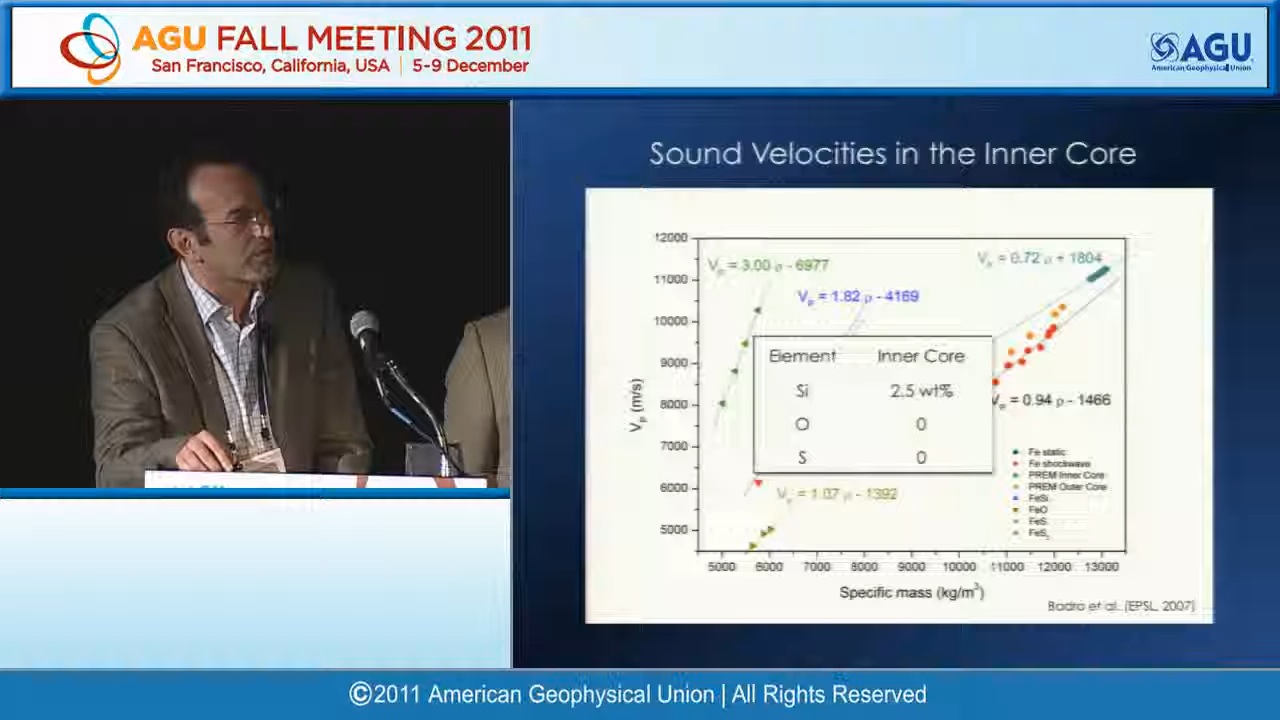 AGU FALL MEETING 2011
San Francisco, California, USA | 5-9 December
AGU
American Geophysical Union
Sound Velocities in the Inner Core
12000
11000
10000
9000
8000
7000
6000
5000
Vp (m/s)
Vp = 3.00 ρ - 6977
Vp = 1.82 ρ - 4169
Vp = 0.72 ρ + 1804
Element Inner Core
Si 2.5 wt%
O 0
S 0
Vp = 0.94 ρ - 1466
Vp = 1.07 ρ - 1392
Fe static
Fe shockwave
PREM Inner Core
PREM Outer Core
FeSi
FeO
FeS
FeS2
5000 6000 7000 8000 9000 10000 11000 12000 13000
Specific mass (kg/m3)
Badro et al. (EPSL, 2007)
©2011 American Geophysical Union | All Rights Reserved